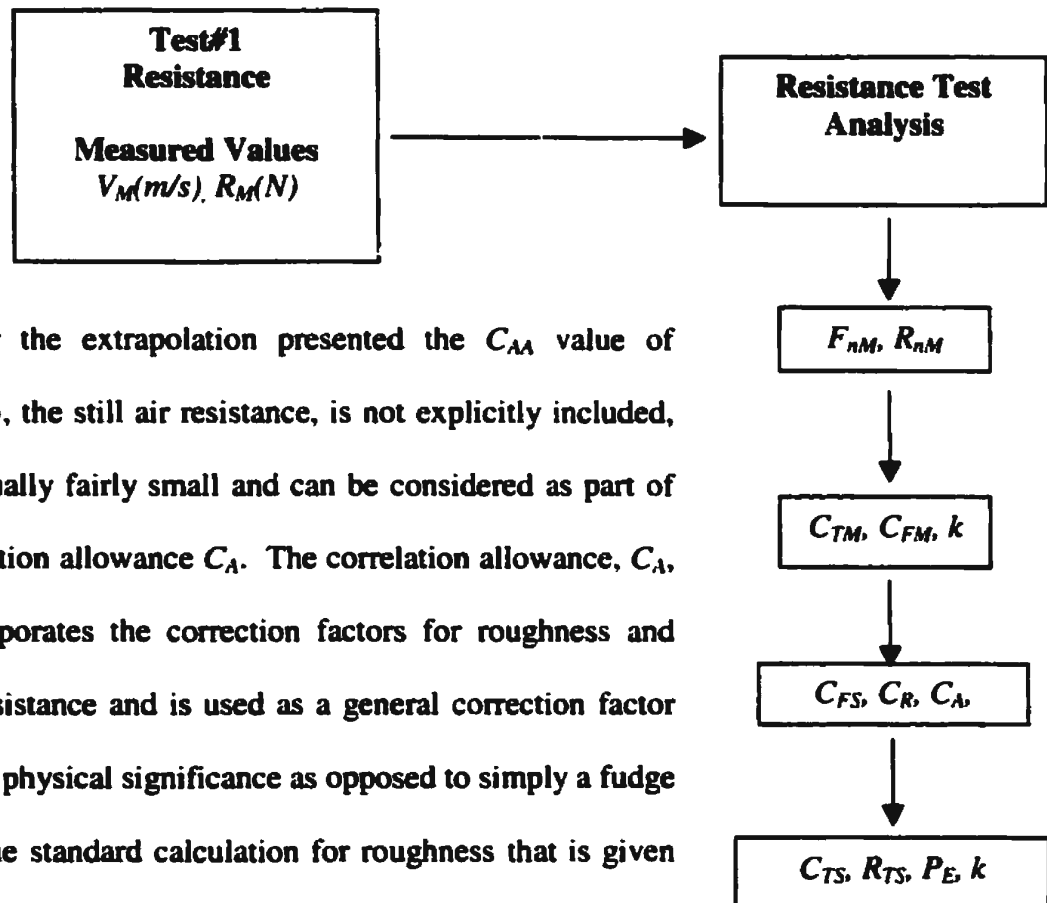 Test#1
Resistance
Measured Values
V_M(m/s), R_M(N)
Resistance Test
Analysis
F_nM, R_nM
C_TM, C_FM, k
C_FS, C_R, C_A,
C_TS, R_TS, P_E, k
the extrapolation presented the C_AA value of
, the still air resistance, is not explicitly included,
fairly small and can be considered as part of
allowance C_A. The correlation allowance, C_A,
the correction factors for roughness and
and is used as a general correction factor
physical significance as opposed to simply a fudge
standard calculation for roughness that is given